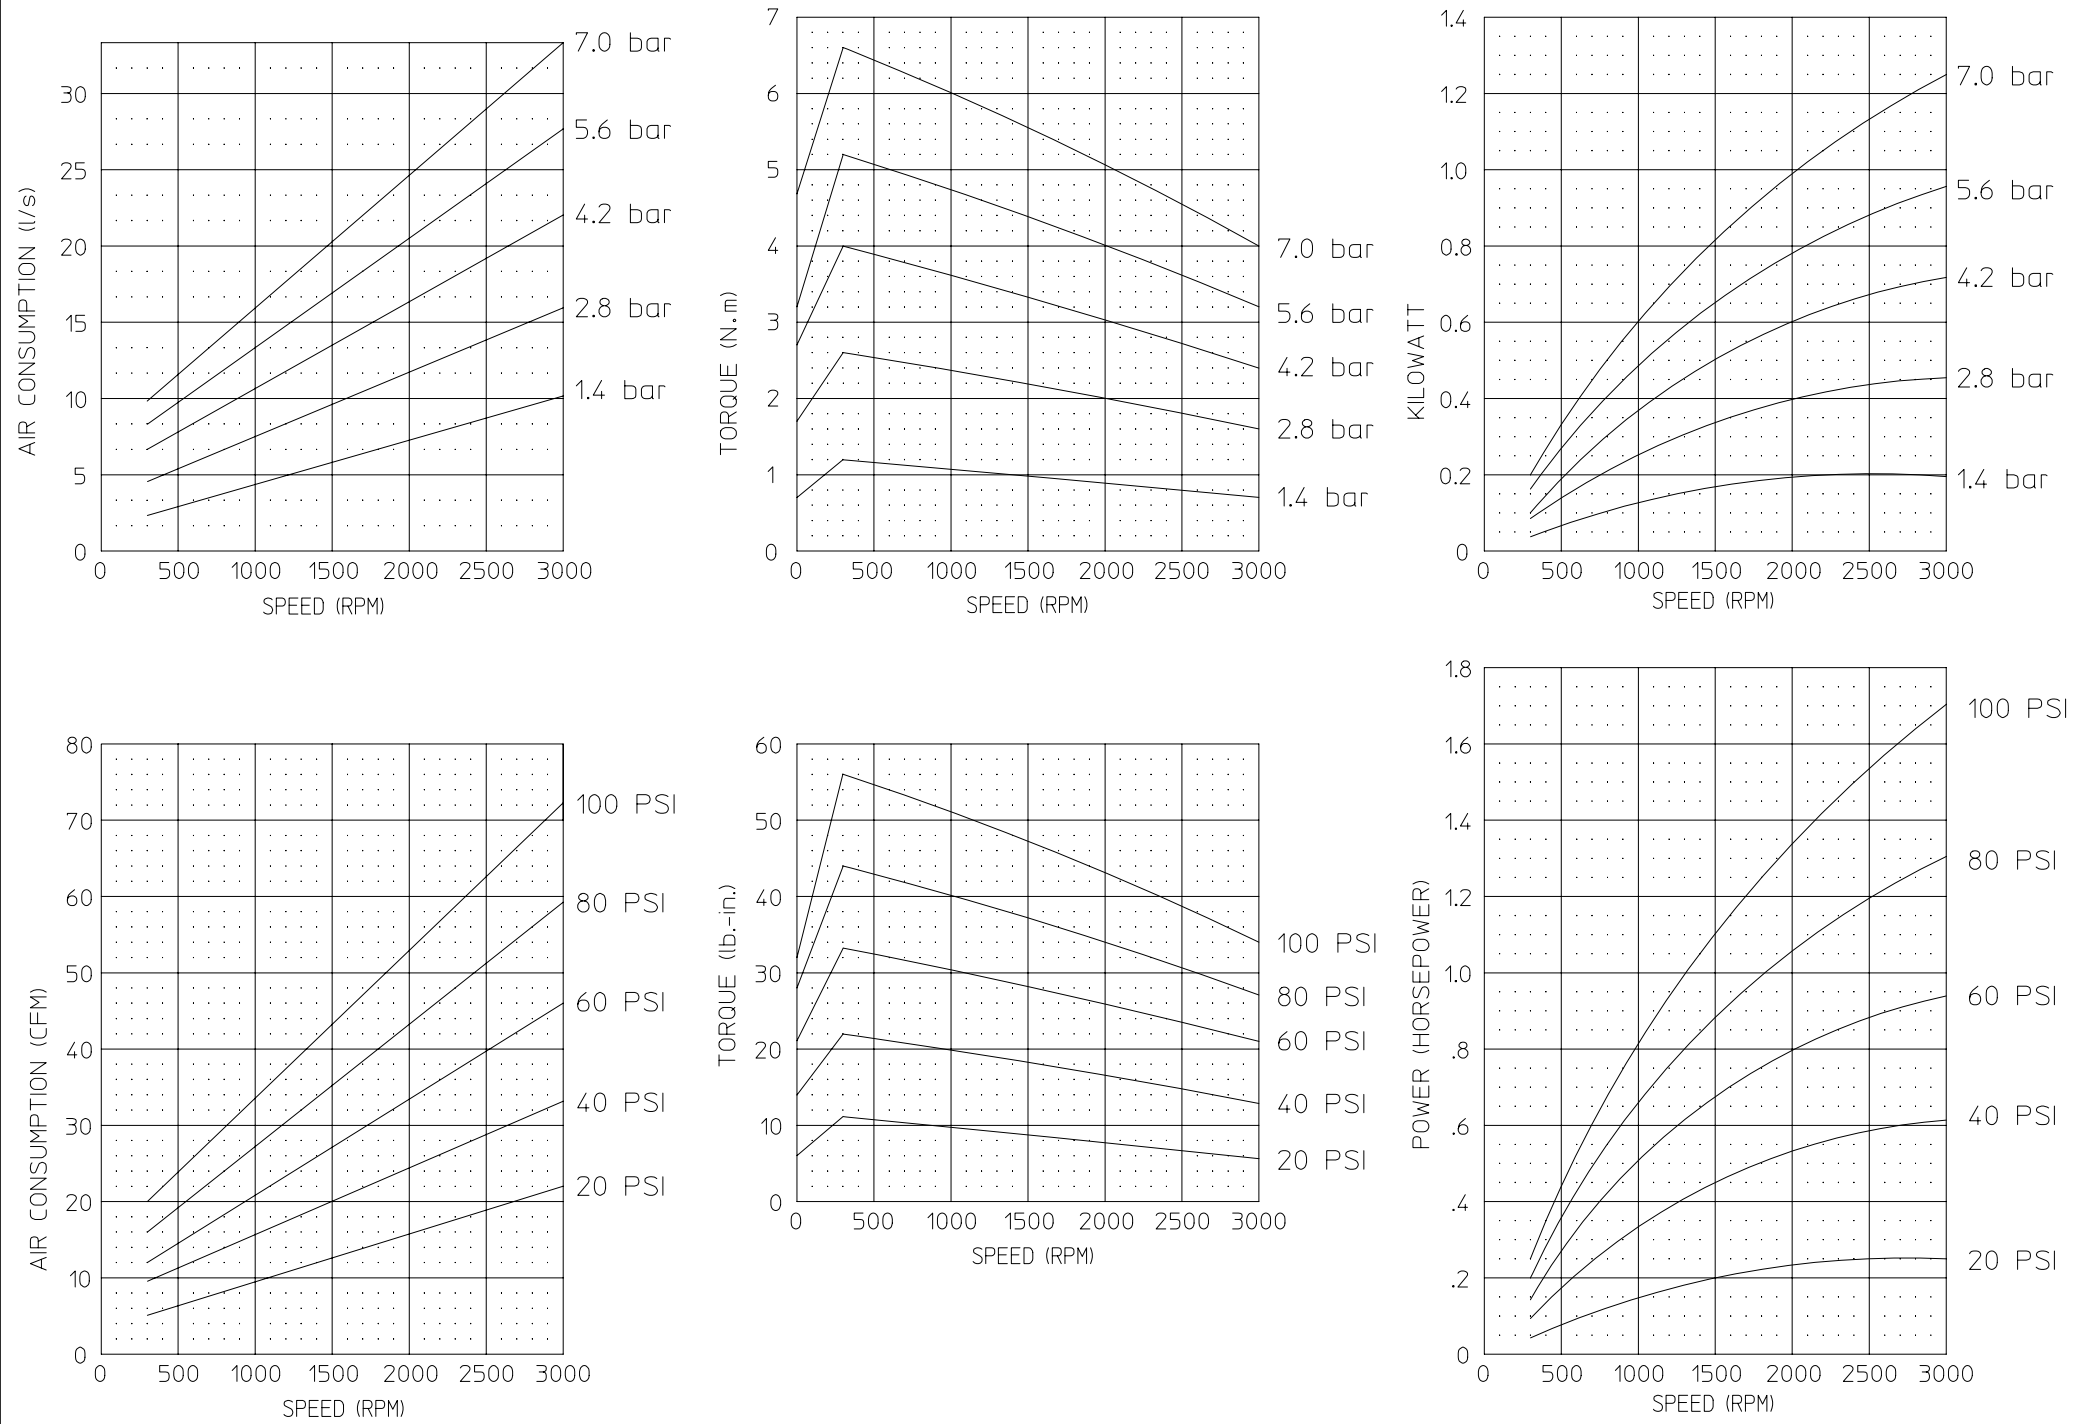 7.0 bar
30
5.6 bar
25
4.2 bar
20
2.8 bar
15
1.4 bar
10
5
0
0 500 1000 1500 2000 2500 3000
SPEED (RPM)
AIR CONSUMPTION (l/s)
7
6
5
4
7.0 bar
3
5.6 bar
4.2 bar
2
2.8 bar
1
1.4 bar
0
0 500 1000 1500 2000 2500 3000
SPEED (RPM)
TORQUE (N.m)
1.4
7.0 bar
1.2
1.0
5.6 bar
0.8
4.2 bar
0.6
2.8 bar
0.4
0.2
1.4 bar
0
0 500 1000 1500 2000 2500 3000
SPEED (RPM)
KILOWATT
80
100 PSI
70
60
80 PSI
50
60 PSI
40
40 PSI
30
20
20 PSI
10
0
0 500 1000 1500 2000 2500 3000
SPEED (RPM)
AIR CONSUMPTION (CFM)
60
50
40
100 PSI
30
80 PSI
60 PSI
20
40 PSI
10
20 PSI
0
0 500 1000 1500 2000 2500 3000
SPEED (RPM)
TORQUE (lb.-in.)
1.8
100 PSI
1.6
1.4
80 PSI
1.2
1.0
60 PSI
.8
.6
40 PSI
.4
20 PSI
.2
0
0 500 1000 1500 2000 2500 3000
SPEED (RPM)
POWER (HORSEPOWER)